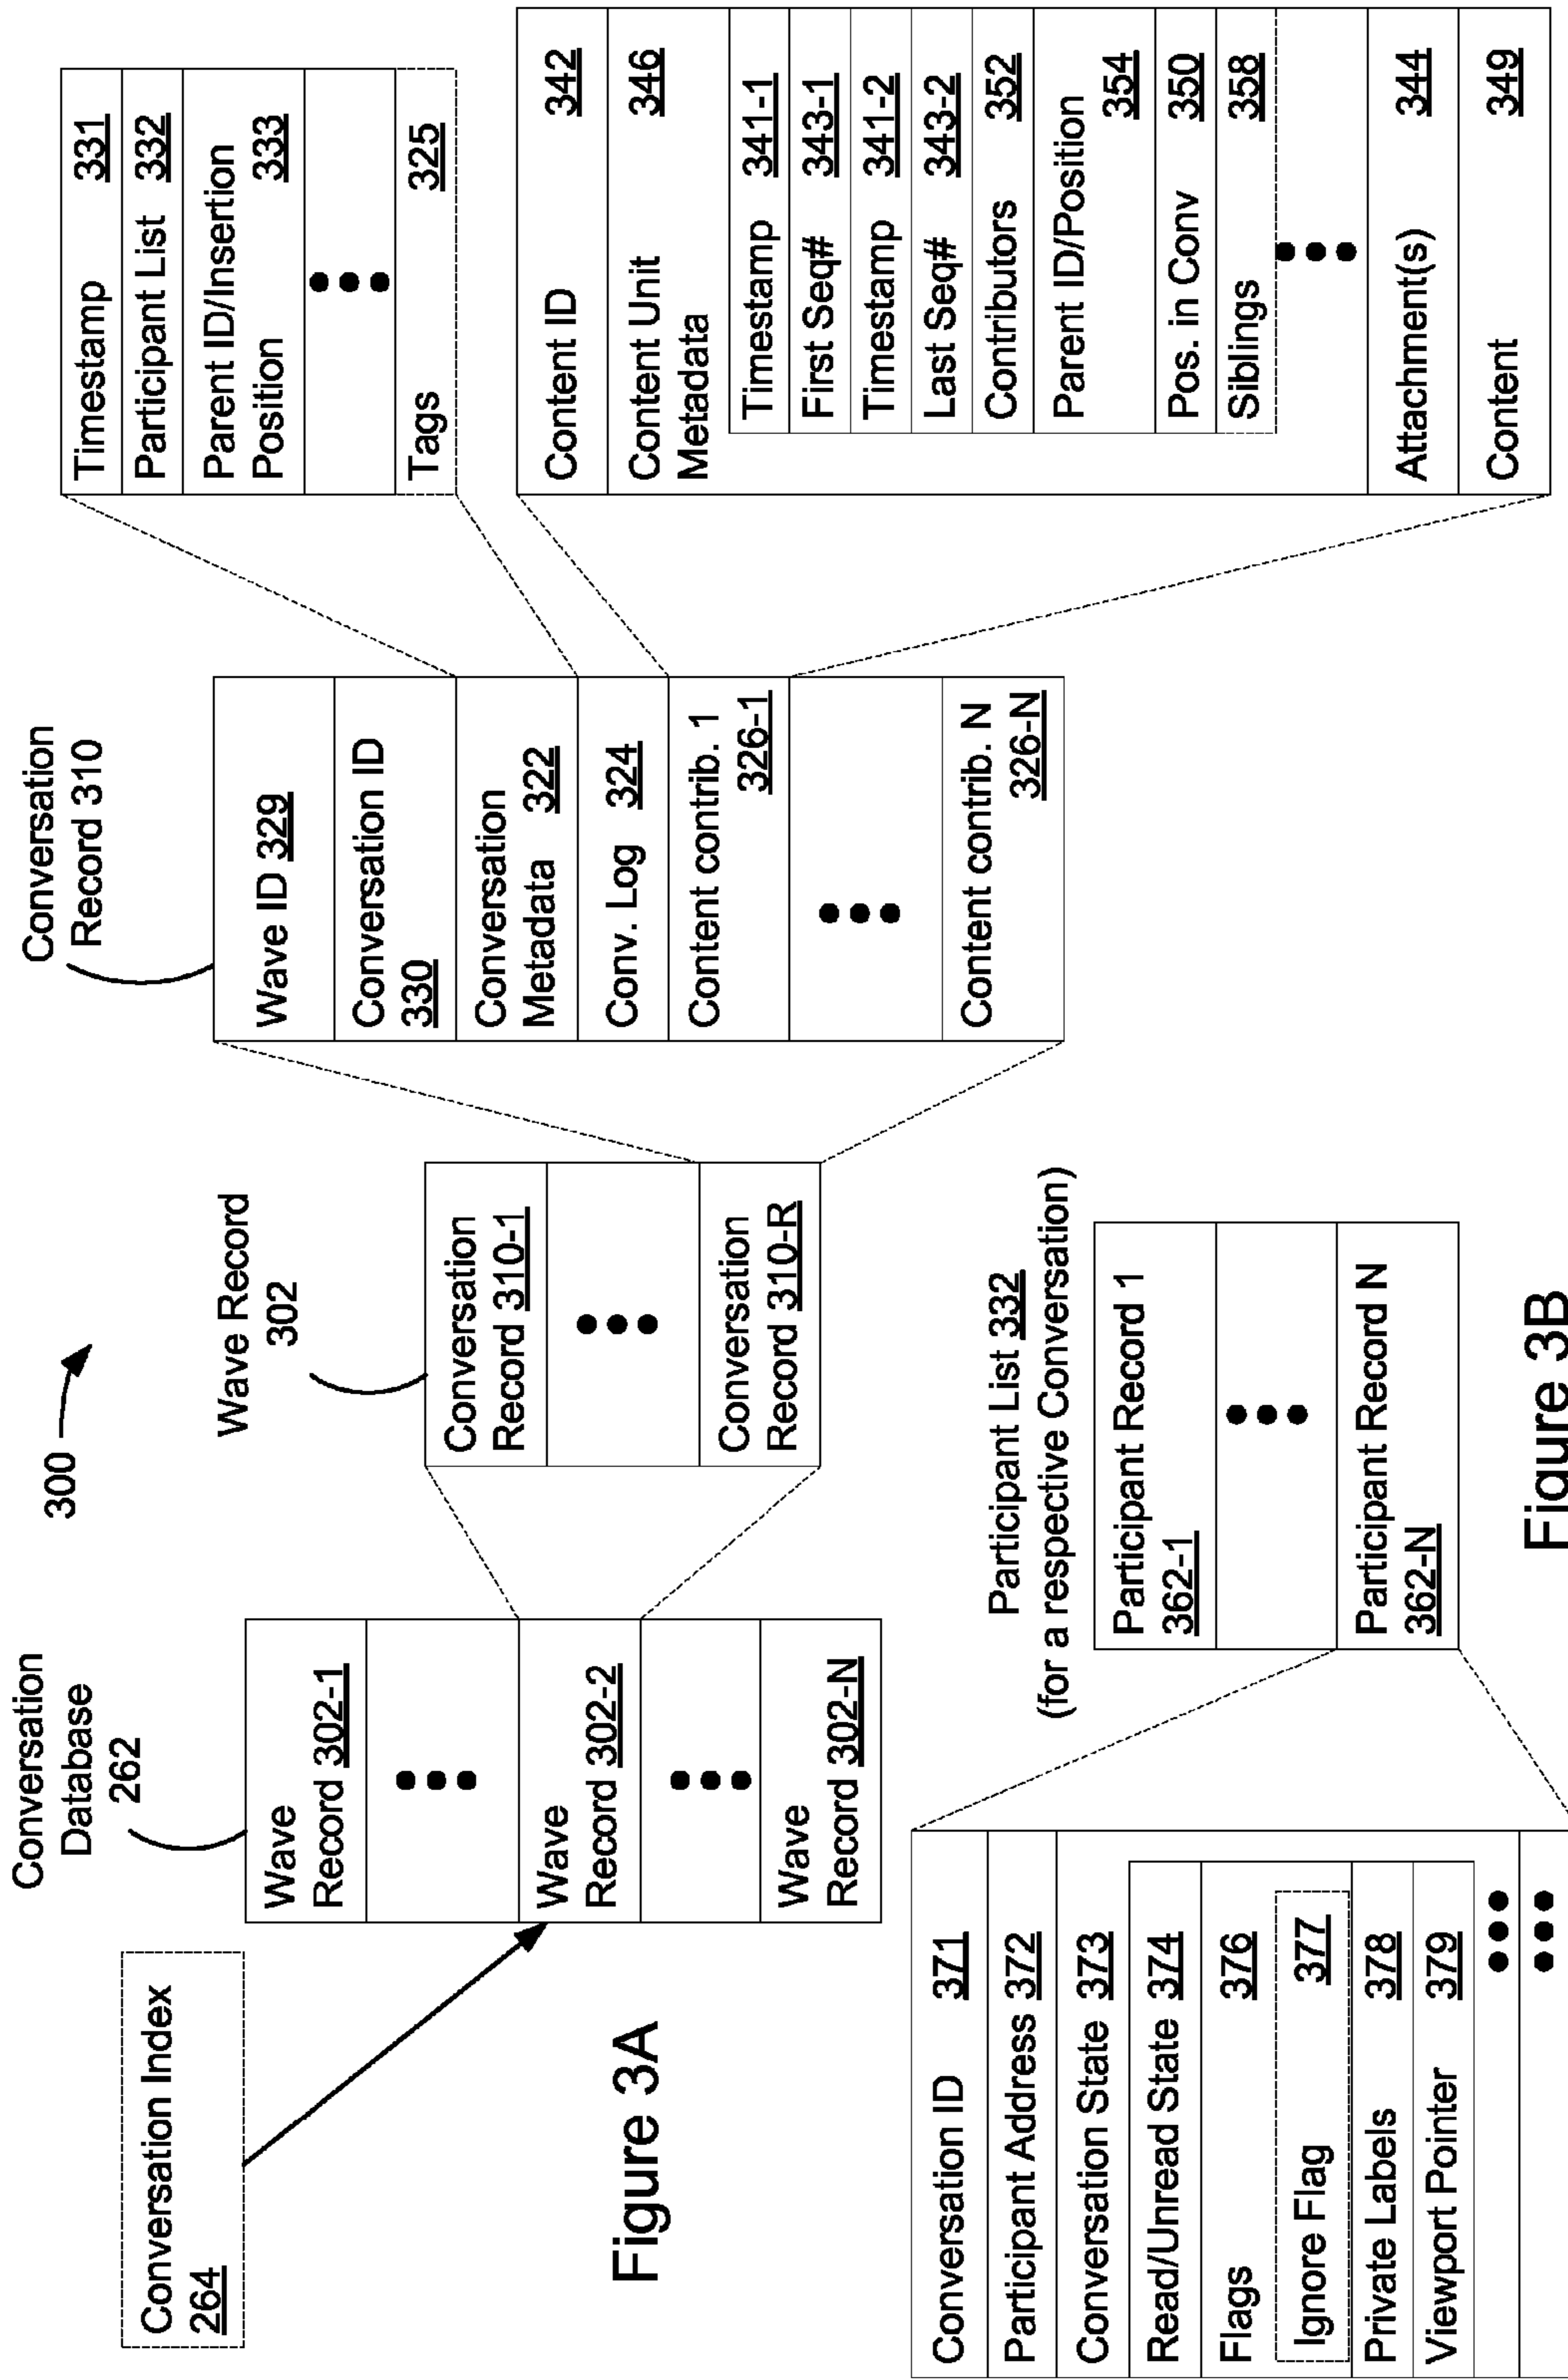 300
Conversation Index
264
Conversation
Database
262
Wave
Record 302-1
Wave
Record 302-2
Wave
Record 302-N
Wave Record
302
Conversation
Record 310-1
Conversation
Record 310-R
Conversation
Record 310
Wave ID 329
Conversation ID
330
Conversation
Metadata 322
Conv. Log 324
Content contrib. 1
326-1
Content contrib. N
326-N
Timestamp 331
Participant List 332
Parent ID/Insertion
Position 333
Tags 325
Content ID 342
Content Unit 346
Metadata
Timestamp 341-1
First Seq# 343-1
Timestamp 341-2
Last Seq# 343-2
Contributors 352
Parent ID/Position
354
Pos. in Conv 350
Siblings 358
Attachment(s) 344
Content 349
Figure 3A
Participant List 332
(for a respective Conversation)
Participant Record 1
362-1
Participant Record N
362-N
Conversation ID 371
Participant Address 372
Conversation State 373
Read/Unread State 374
Flags 376
Ignore Flag 377
Private Labels 378
Viewport Pointer 379
Figure 3B